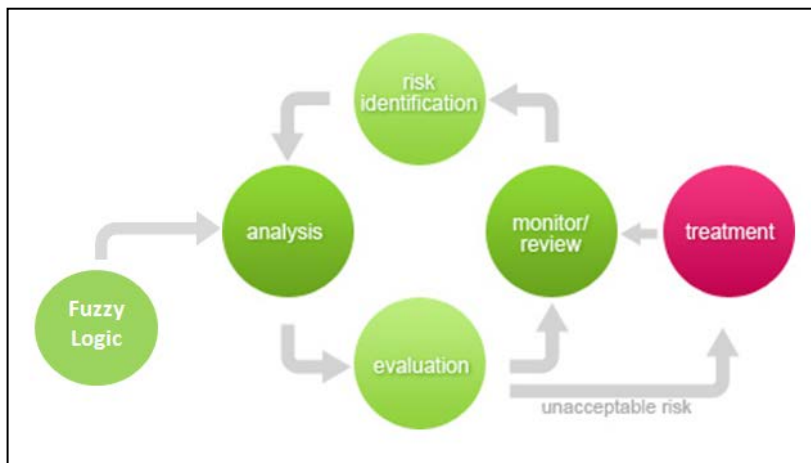 risk
identification
analysis
monitor/
review
treatment
Fuzzy
Logic
evaluation
unacceptable risk